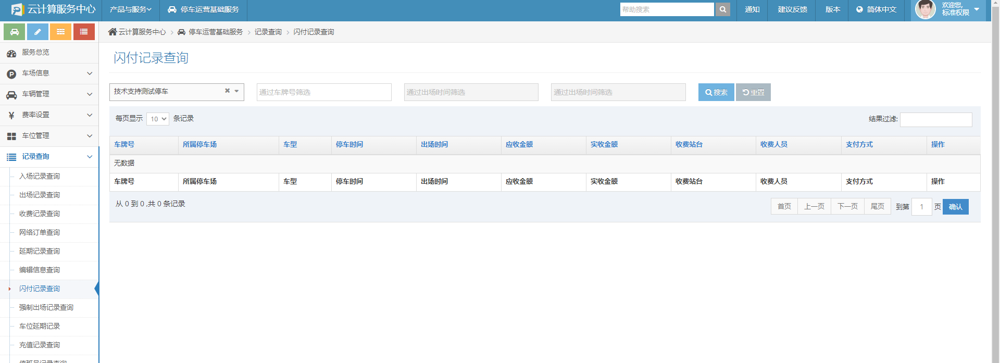 云计算服务中心 产品与服务 停车运营基础服务 帮助搜索 通知 建议反馈 版本 简体中文 欢迎您,
标准权限
云计算服务中心 > 停车运营基础服务 > 记录查询 > 闪付记录查询
服务总览
车场信息
车辆管理
¥ 费率设置
车位管理
记录查询
入场记录查询
出场记录查询
收费记录查询
网络订单查询
延期记录查询
编辑信息查询
闪付记录查询
强制出场记录查询
车位延期记录
充值记录查询
值班员记录查询
闪付记录查询
技术支持测试停车 通过车牌号筛选 通过出场时间筛选 通过出场时间筛选 搜索 重置
每页显示 10 条记录 结果过滤:
车牌号 所属停车场 车型 停车时间 出场时间 应收金额 实收金额 收费站台 收费人员 支付方式 操作
无数据
车牌号 所属停车场 车型 停车时间 出场时间 应收金额 实收金额 收费站台 收费人员 支付方式 操作
从 0 到 0 ,共 0 条记录 首页 上一页 下一页 尾页 到第 1 页 确认